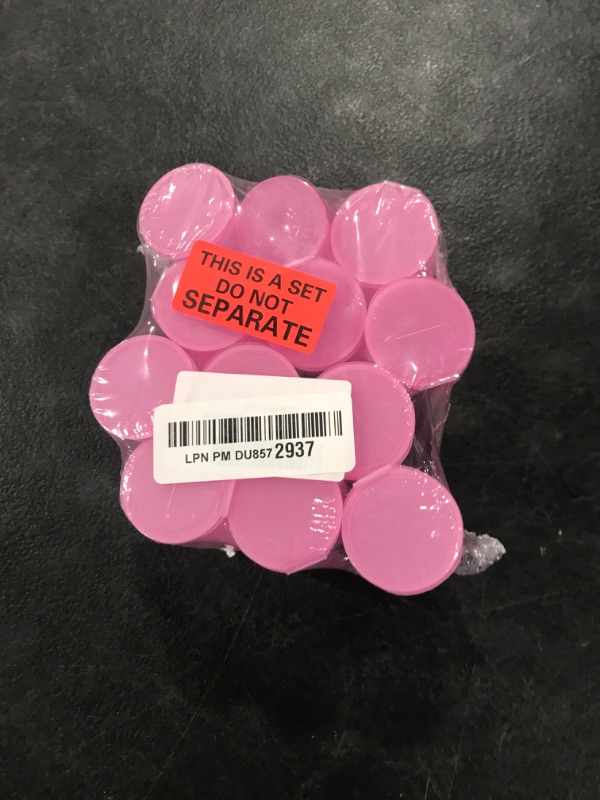 THIS IS A SET
DO NOT
SEPARATE
LPN PM DU857 2937